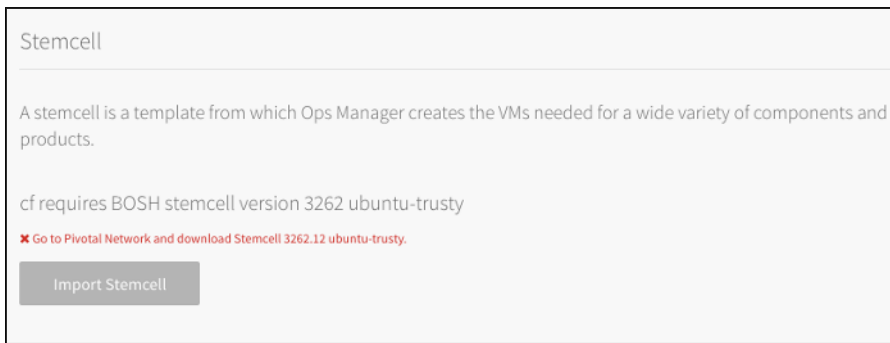 Stemcell
A stemcell is a template from which Ops Manager creates the VMs needed for a wide variety of components and
products.
cf requires BOSH stemcell version 3262 ubuntu-trusty
✖ Go to Pivotal Network and download Stemcell 3262.12 ubuntu-trusty.
Import Stemcell